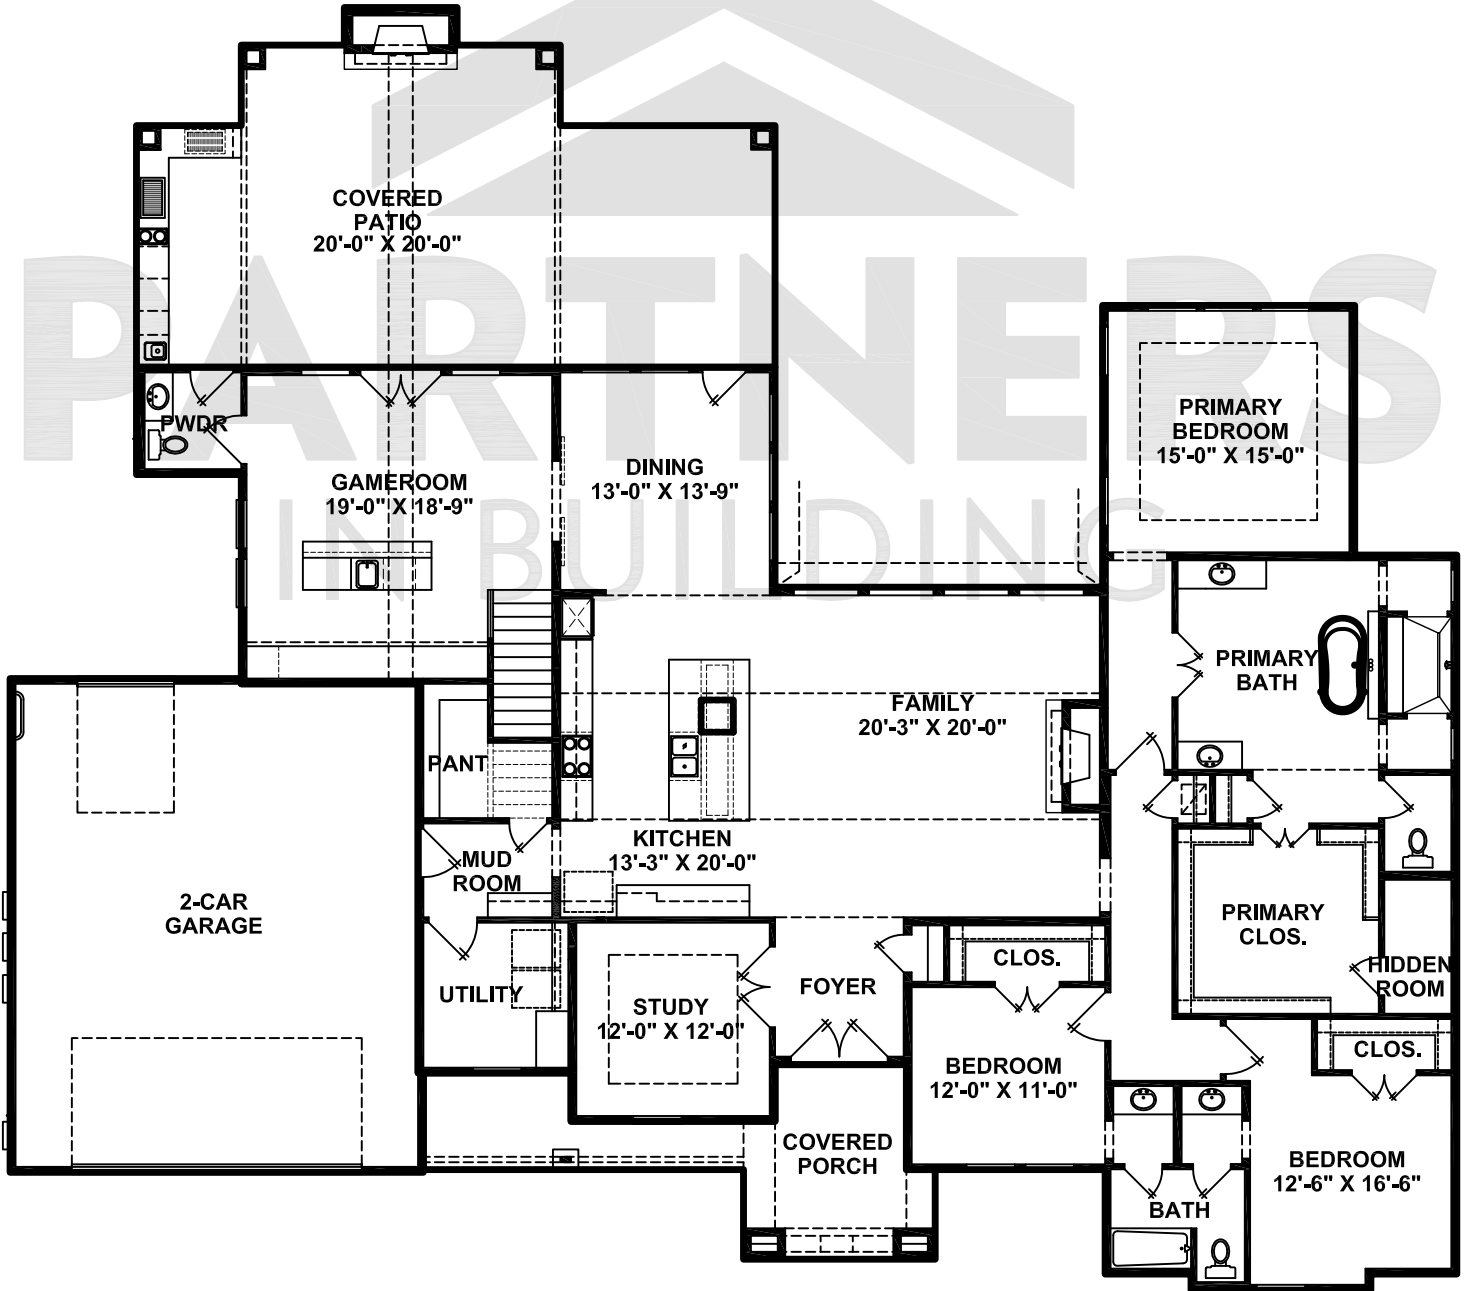 COVERED
PATIO
20'-0" X 20'-0"
PARTNERS
IN BUILDING
PWDR
GAMEROOM
19'-0" X 18'-9"
DINING
13'-0" X 13'-9"
PRIMARY
BEDROOM
15'-0" X 15'-0"
PRIMARY
BATH
FAMILY
20'-3" X 20'-0"
PANT
KITCHEN
13'-3" X 20'-0"
MUD
ROOM
2-CAR
GARAGE
PRIMARY
CLOS.
HIDDEN
ROOM
UTILITY
STUDY
12'-0" X 12'-0"
FOYER
CLOS.
BEDROOM
12'-0" X 11'-0"
CLOS.
COVERED
PORCH
BEDROOM
12'-6" X 16'-6"
BATH